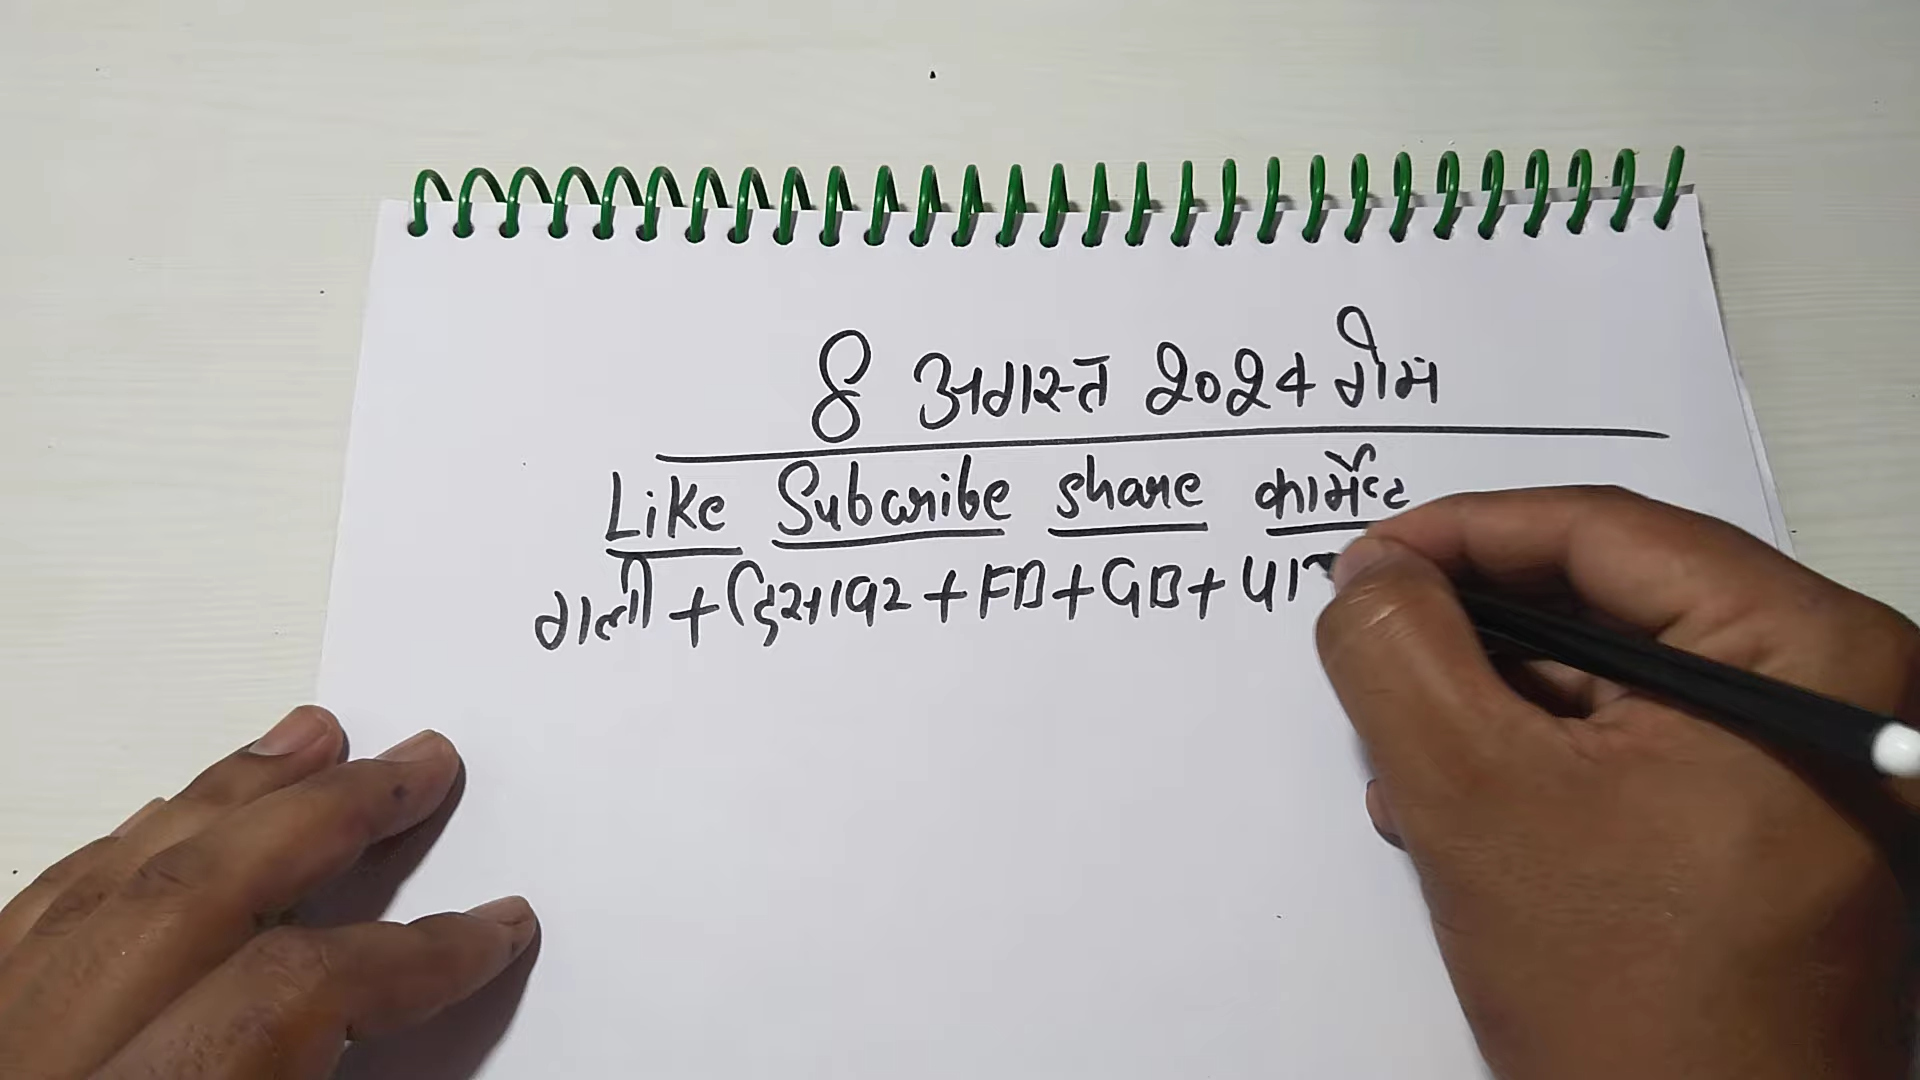 8 अगस्त 2024 गेम
Like Subcribe share कामेंन्ट
गली + दिसावर + FB + GB +